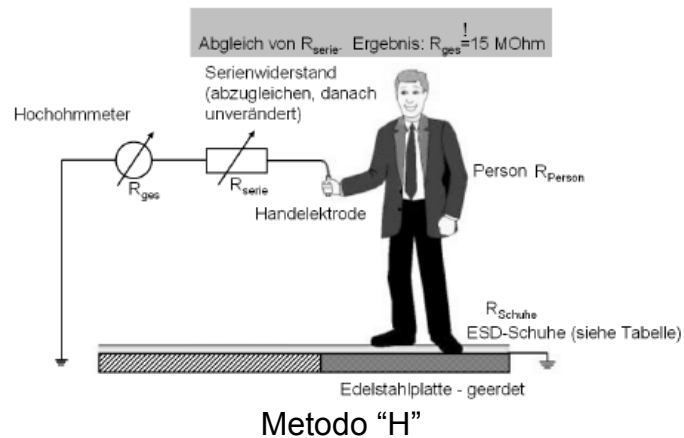 Abgleich von Rserie. Ergebnis: Rges=!15 MOhm
Serienwiderstand
(abzugleichen, danach
unverändert)
Hochohmmeter
Rges
Rserie
Person RPerson
Handelektrode
RSchuhe
ESD-Schuhe (siehe Tabelle)
Edelstahlplatte - geerdet
Metodo “H”